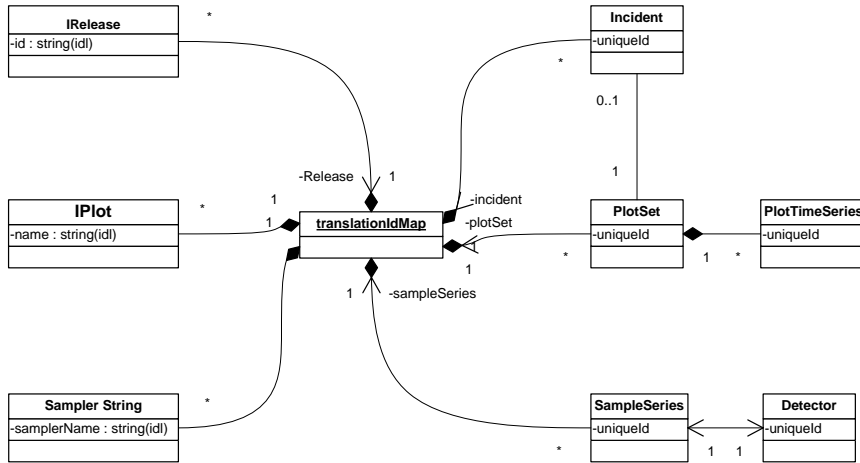 IRelease
-id : string(idl)
*
Incident
-uniqueId
*
0..1
1
-Release
1
IPlot
-name : string(idl)
*
1
1
translationIdMap
-incident
-plotSet
1
1
*
PlotSet
-uniqueId
1
*
PlotTimeSeries
-uniqueId
1
-sampleSeries
Sampler String
-samplerName : string(idl)
*
SampleSeries
-uniqueId
*
1
1
Detector
-uniqueId